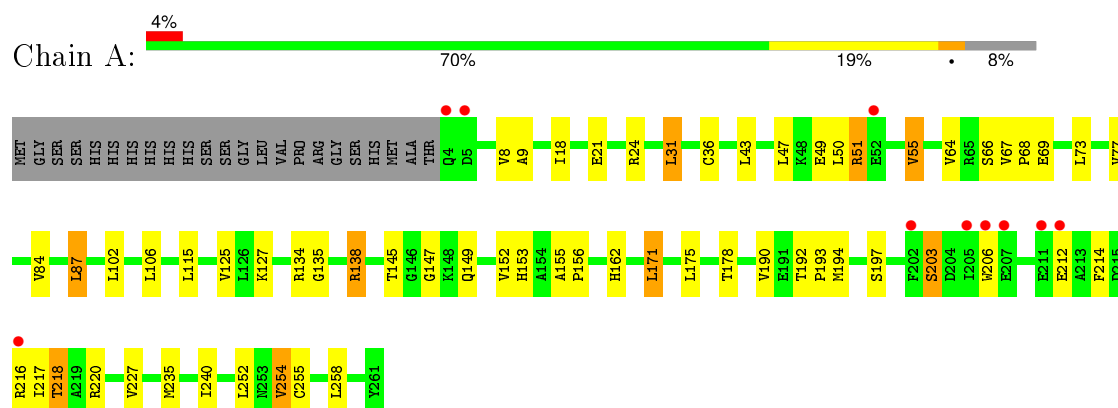 4%
Chain A:
70% 19% • 8%
MET GLY SER SER HIS HIS HIS HIS HIS HIS SER SER GLY LEU VAL PRO ARG GLY SER HIS MET ALA THR Q4 D5 V8 A9 I18 E21 R24 L31 C36 L43 L47 K48 E49 L50 R51 E52 V55 V64 R65 S66 V67 P68 E69 L73 V77
V84 L87 L102 L106 L115 V125 L126 K127 R134 G135 R138 T145 G146 G147 K148 Q149 V152 H153 A154 A155 P156 H162 L171 L175 T178 V190 E191 T192 P193 M194 S197 F202 S203 D204 I205 W206 E207 E211 E212 A213 F214
R216 I217 T218 A219 R220 V227 M235 I240 L252 N253 V254 C255 L258 Y261